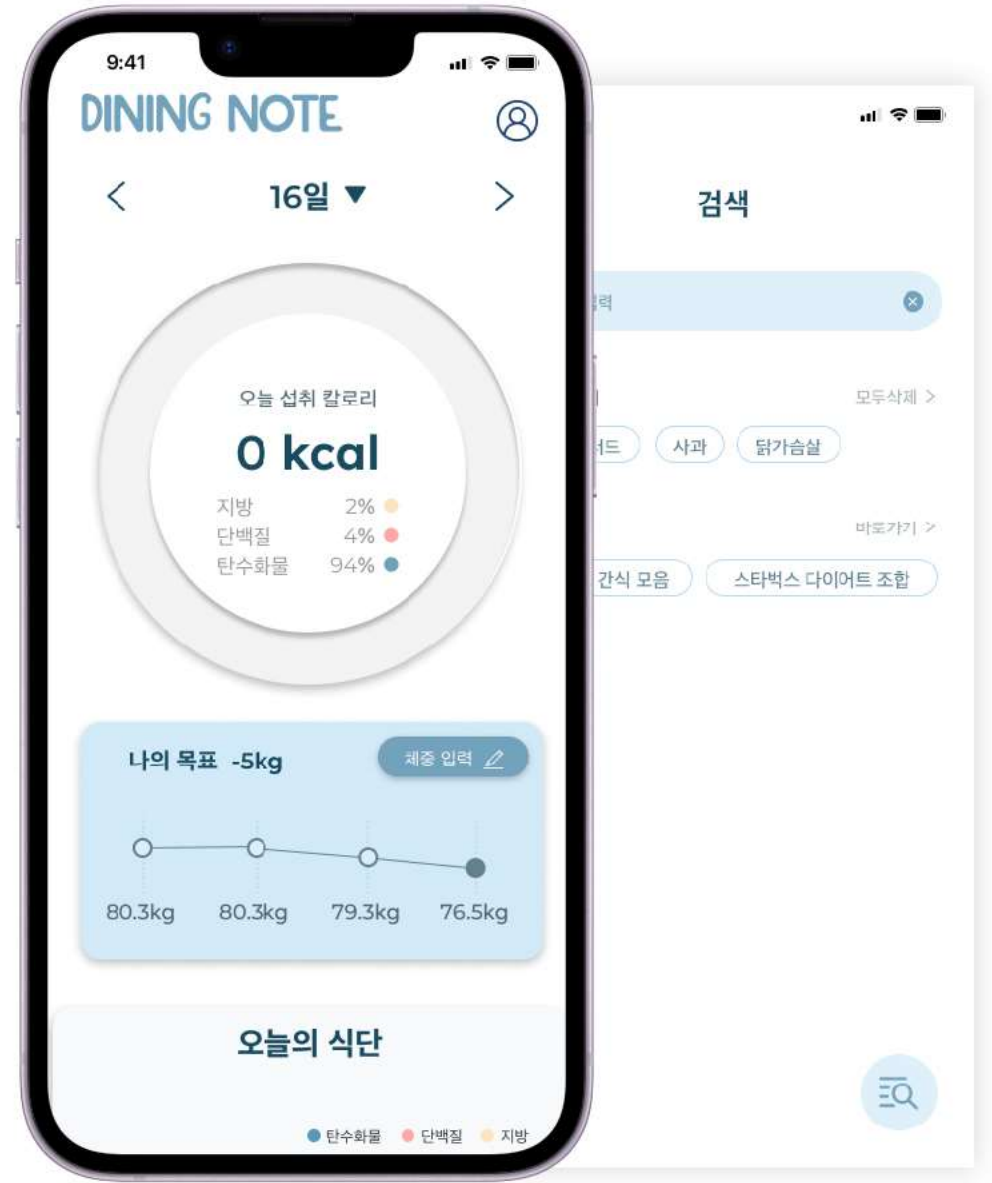 9:41
DINING NOTE
16일 ▼
오늘 섭취 칼로리
0 kcal
지방 2%
단백질 4%
탄수화물 94%
나의 목표 -5kg
체중 입력
80.3kg 80.3kg 79.3kg 76.5kg
오늘의 식단
탄수화물 단백질 지방
검색
모두삭제 >
사과 닭가슴살
바로가기 >
간식 모음 스타벅스 다이어트 조합